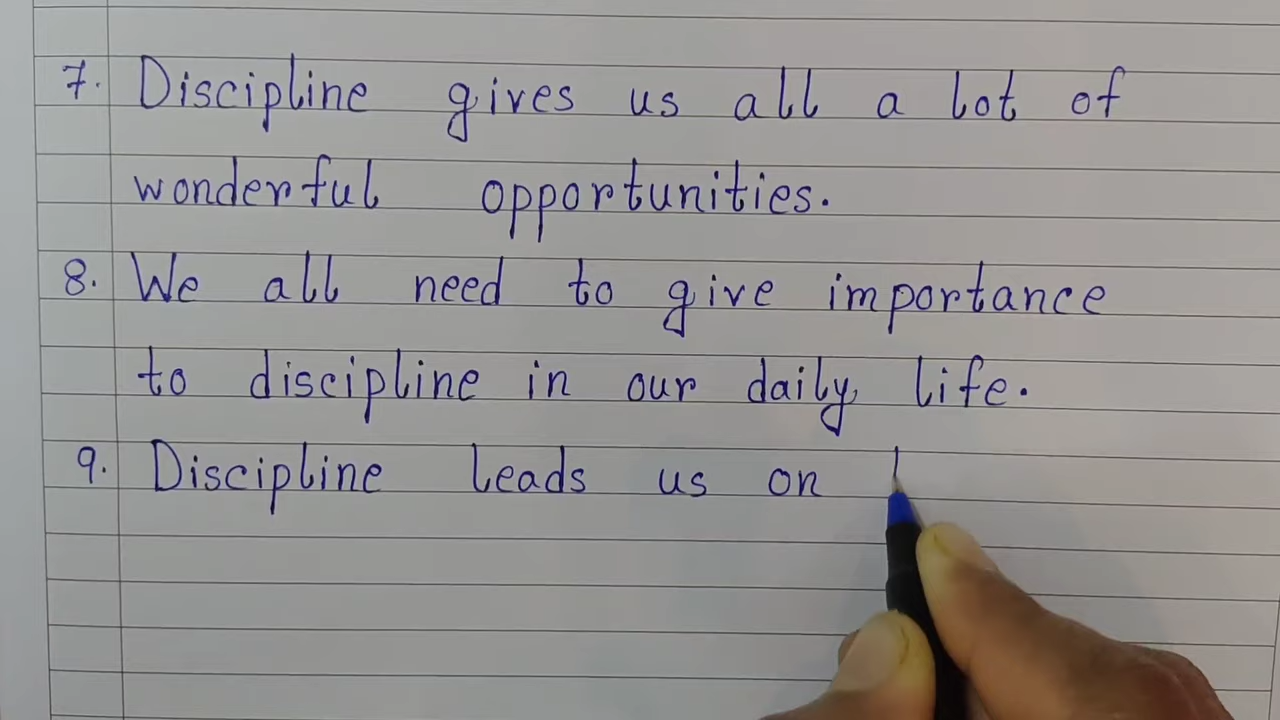 7. Discipline gives us all a lot of
wonderful opportunities.
8. We all need to give importance
to discipline in our daily life.
9. Discipline leads us on